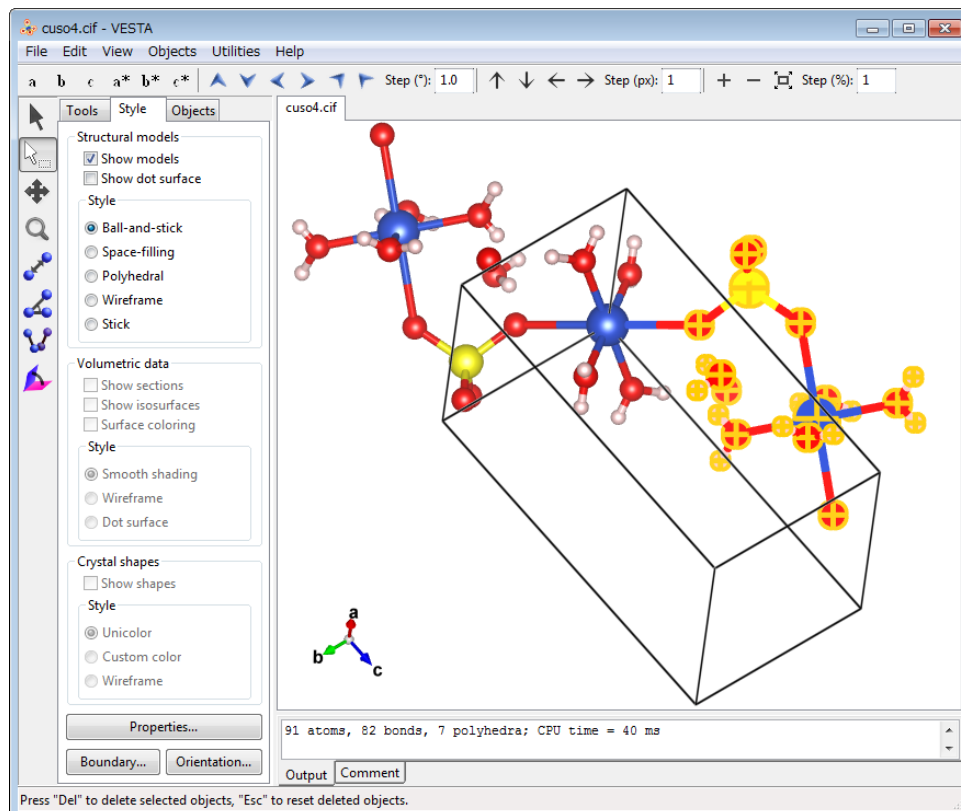 cuso4.cif - VESTA
File Edit View Objects Utilities Help
a b c a* b* c* Step (°): 1.0 Step (px): 1 Step (%): 1
Tools Style Objects
cuso4.cif
Structural models
Show models
Show dot surface
Style
Ball-and-stick
Space-filling
Polyhedral
Wireframe
Stick
Volumetric data
Show sections
Show isosurfaces
Surface coloring
Style
Smooth shading
Wireframe
Dot surface
Crystal shapes
Show shapes
Style
Unicolor
Custom color
Wireframe
Properties...
Boundary... Orientation...
a
b
c
91 atoms, 82 bonds, 7 polyhedra; CPU time = 40 ms
Output Comment
Press "Del" to delete selected objects, "Esc" to reset deleted objects.